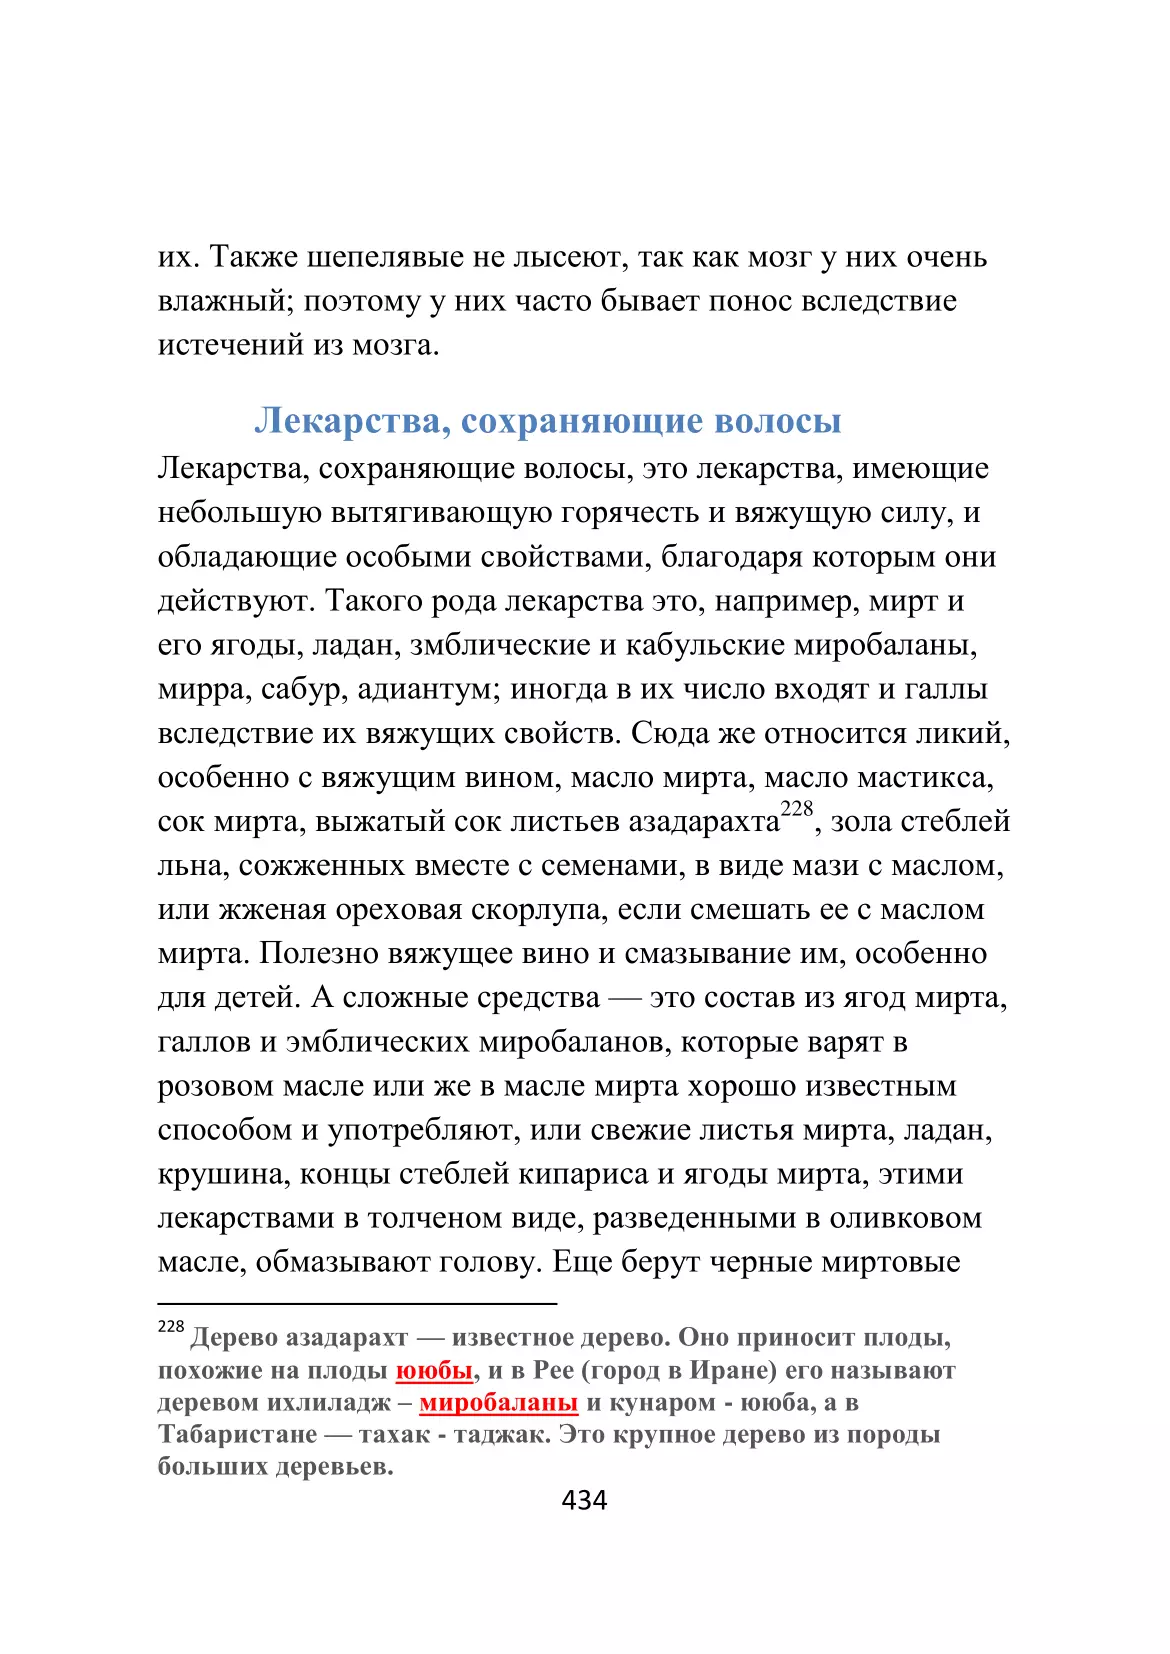 их. Также шепелявые не лысеют, так как мозг у них очень
влажный; поэтому у них часто бывает понос вследствие
истечений из мозга.
Лекарства, сохраняющие волосы
Лекарства, сохраняющие волосы, это лекарства, имеющие
небольшую вытягивающую горячесть и вяжущую силу, и
обладающие особыми свойствами, благодаря которым они
действуют. Такого рода лекарства это, например, мирт и
его ягоды, ладан, змблические и кабульские миробаланы,
мирра, сабур, адиантум; иногда в их число входят и галлы
вследствие их вяжущих свойств. Сюда же относится ликий,
особенно с вяжущим вином, масло мирта, масло мастикса,
сок мирта, выжатый сок листьев азадарахта228, зола стеблей
льна, сожженных вместе с семенами, в виде мази с маслом,
или жженая ореховая скорлупа, если смешать ее с маслом
мирта. Полезно вяжущее вино и смазывание им, особенно
для детей. А сложные средства — это состав из ягод мирта,
галлов и эмблических миробаланов, которые варят в
розовом масле или же в масле мирта хорошо известным
способом и употребляют, или свежие листья мирта, ладан,
крушина, концы стеблей кипариса и ягоды мирта, этими
лекарствами в толченом виде, разведенными в оливковом
масле, обмазывают голову. Еще берут черные миртовые
228 Дерево азадарахт — известное дерево. Оно приносит плоды,
похожие на плоды ююбы, и в Рее (город в Иране) его называют
деревом ихлиладж – миробаланы и кунаром - ююба, а в
Табаристане — тахак - таджак. Это крупное дерево из породы
больших деревьев.
434